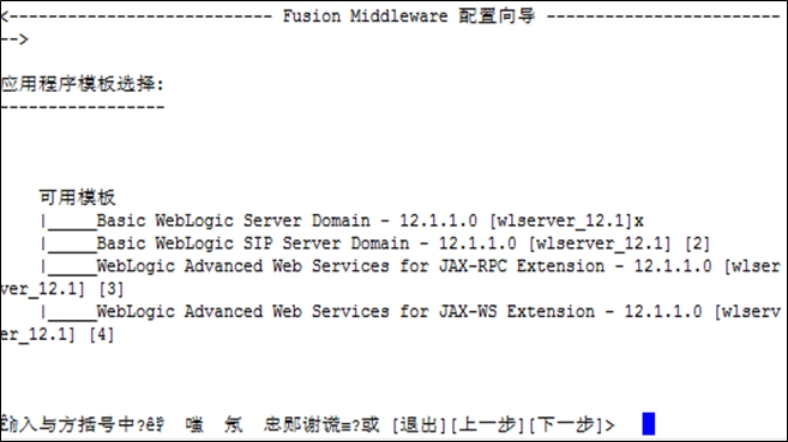 <--------------------------- Fusion Middleware 配置向导 ------------------------
-->
应用程序模板选择:
-----------------
可用模板
|_____Basic WebLogic Server Domain - 12.1.1.0 [wlserver_12.1]x
|_____Basic WebLogic SIP Server Domain - 12.1.1.0 [wlserver_12.1] [2]
|_____WebLogic Advanced Web Services for JAX-RPC Extension - 12.1.1.0 [wlser
ver_12.1] [3]
|_____WebLogic Advanced Web Services for JAX-WS Extension - 12.1.1.0 [wlserv
er_12.1] [4]
输入与方括号中? 嗤 氖 忠郧谢谎≡?或 [退出][上一步][下一步]>